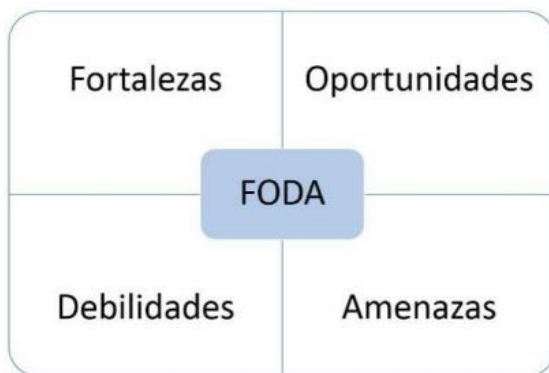 Fortalezas
Oportunidades
FODA
Debilidades
Amenazas